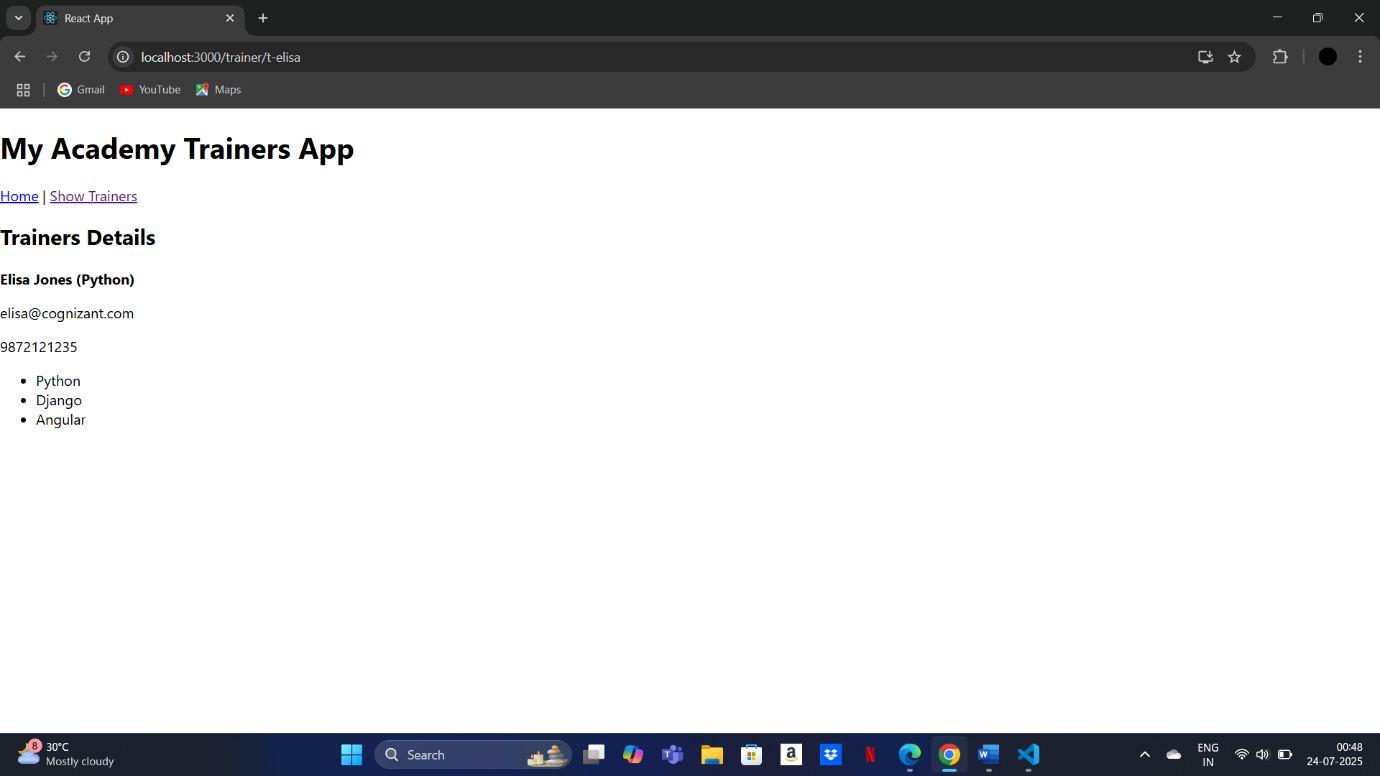 React App
localhost:3000/trainer/t-elisa
Gmail YouTube Maps
My Academy Trainers App
Home | Show Trainers
Trainers Details
Elisa Jones (Python)
elisa@cognizant.com
9872121235
Python
Django
Angular
8
30°C
Mostly cloudy
Search
ENG
IN
00:48
24-07-2025